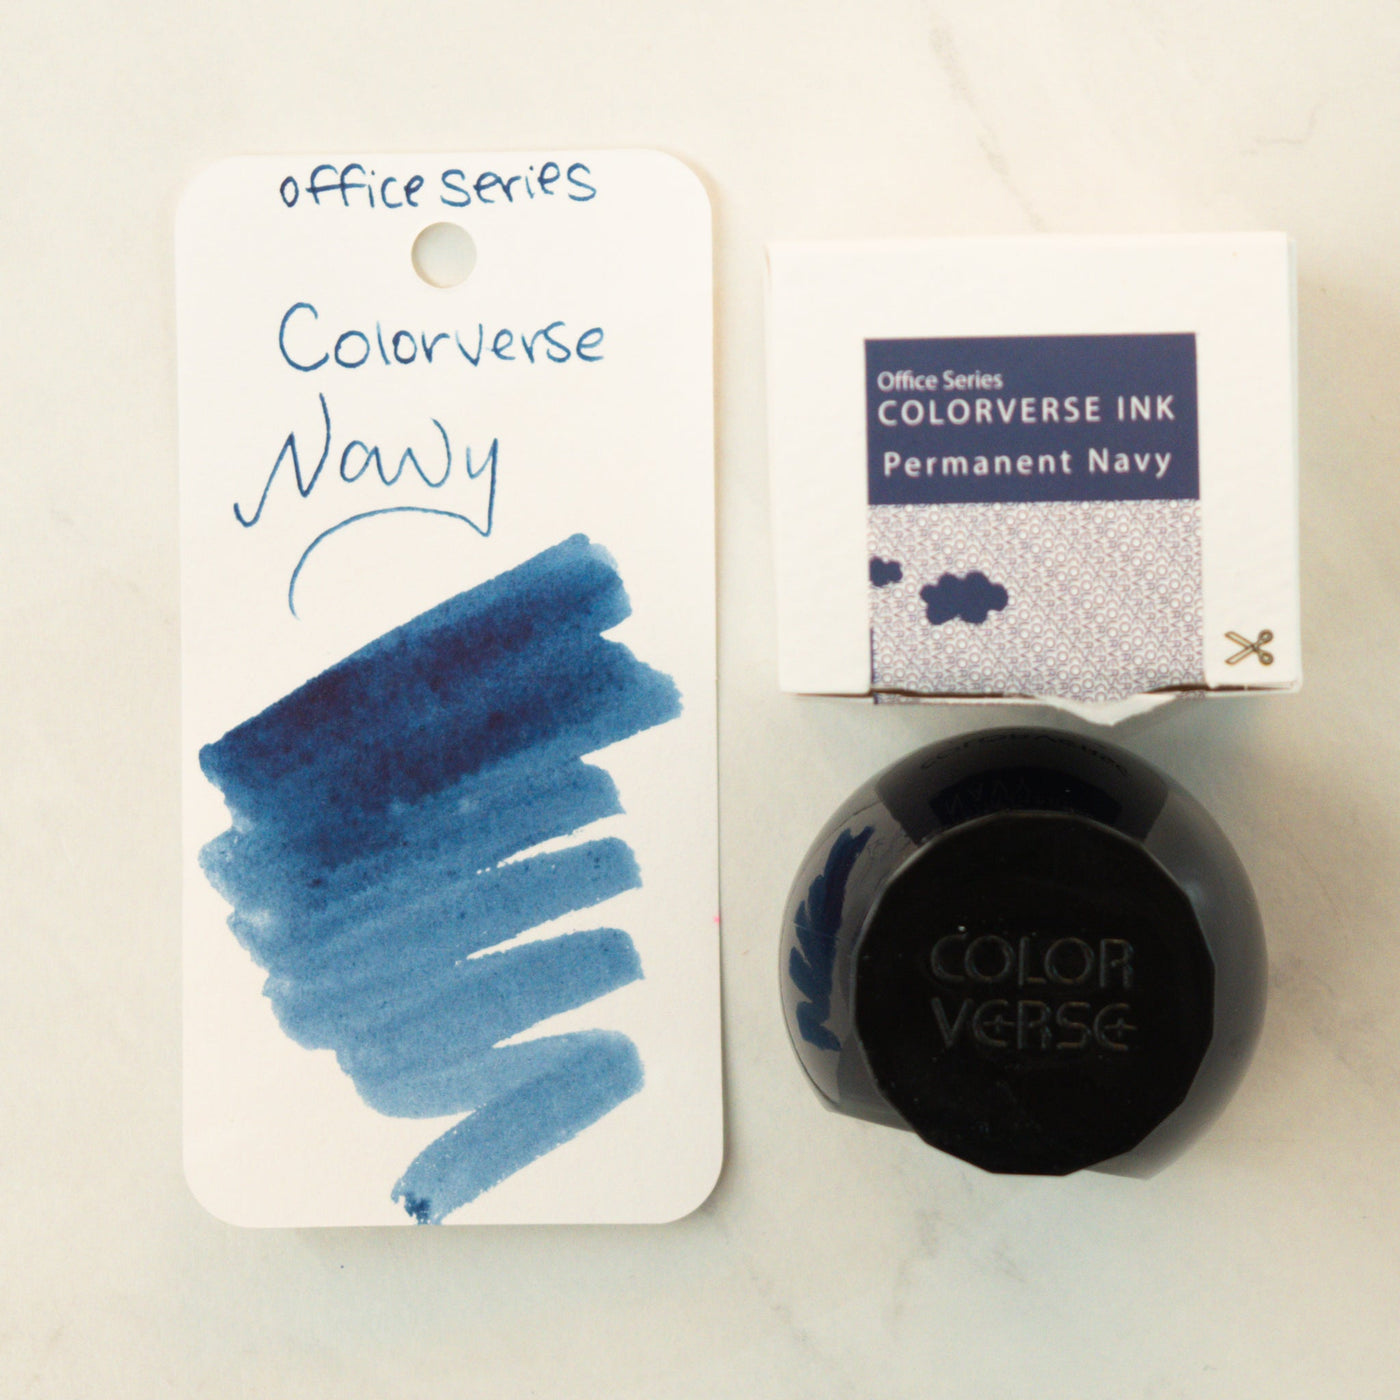 office series
Colorverse
Navy
Office Series
COLORVERSE INK
Permanent Navy
COLOR
VERSE